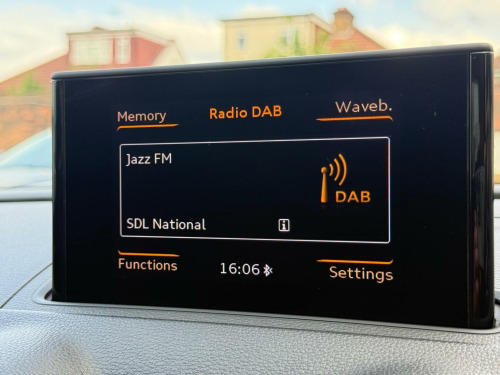 Memory
Radio DAB
Waveb.
Jazz FM
DAB
SDL National
i
Functions
16:06
Settings